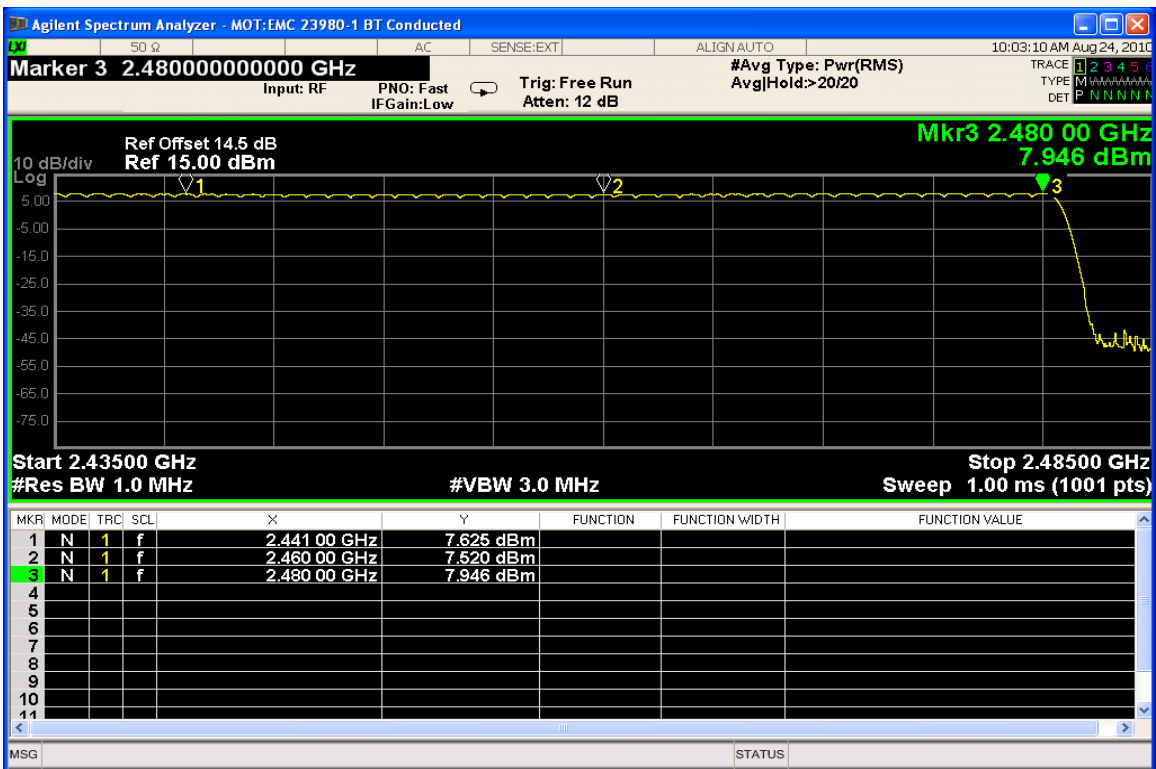 Agilent Spectrum Analyzer - MOT:EMC 23980-1 BT Conducted
LXI 50 Ω AC SENSE:EXT ALIGN AUTO 10:03:10 AM Aug 24, 2010
Marker 3 2.480000000000 GHz #Avg Type: Pwr(RMS) TRACE 1 2 3 4 5 6
Input: RF PNO: Fast Trig: Free Run Avg|Hold:>20/20 TYPE M
IFGain:Low Atten: 12 dB DET P N N N N N
Mkr3 2.480 00 GHz
Ref Offset 14.5 dB
10 dB/div Ref 15.00 dBm 7.946 dBm
Log
1 2 3
5.00
-5.00
-15.0
-25.0
-35.0
-45.0
-55.0
-65.0
-75.0
Start 2.43500 GHz Stop 2.48500 GHz
#Res BW 1.0 MHz #VBW 3.0 MHz Sweep 1.00 ms (1001 pts)
MKR MODE TRC SCL X Y FUNCTION FUNCTION WIDTH FUNCTION VALUE
1 N 1 f 2.441 00 GHz 7.625 dBm
2 N 1 f 2.460 00 GHz 7.520 dBm
3 N 1 f 2.480 00 GHz 7.946 dBm
4
5
6
7
8
9
10
11
MSG STATUS